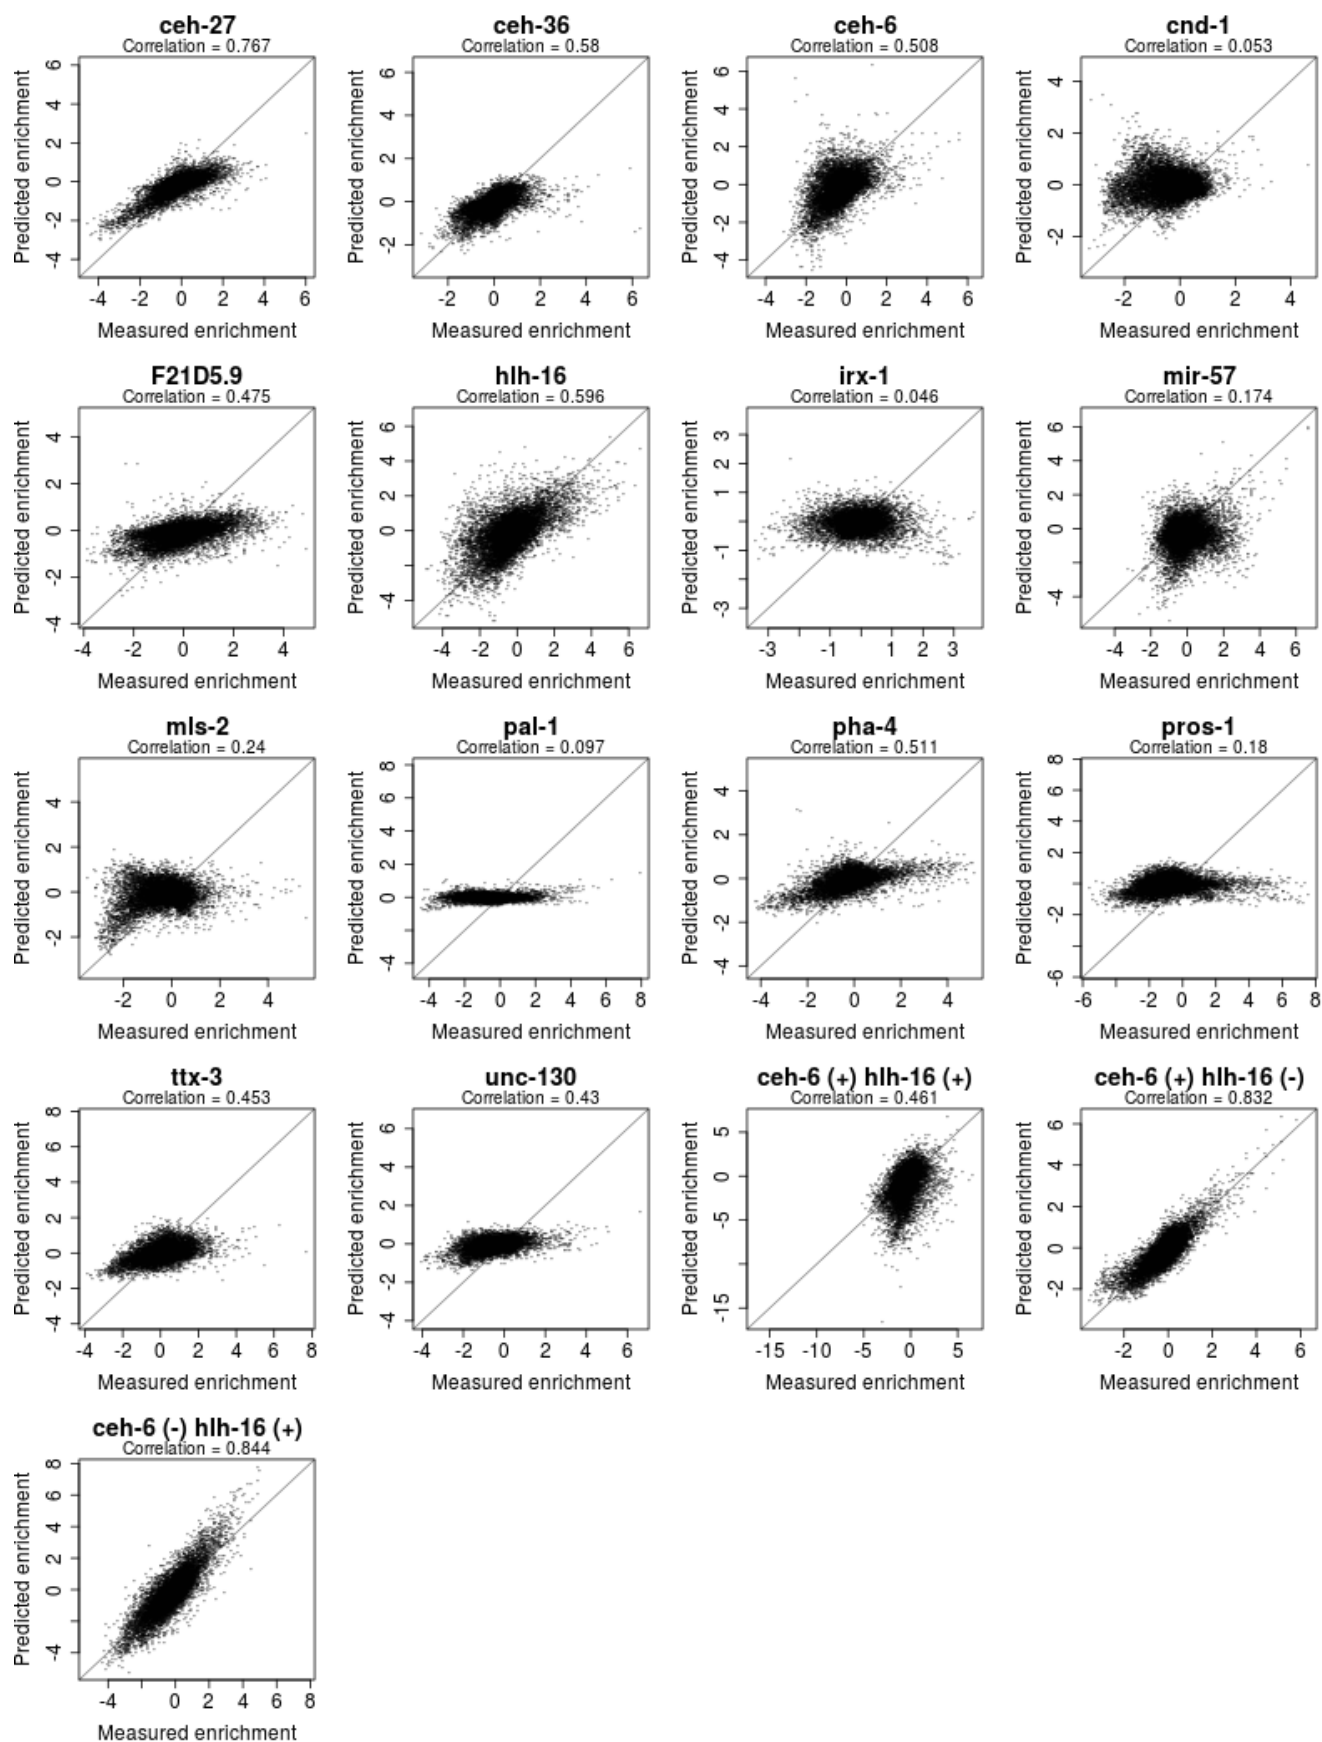 ceh-27
Correlation = 0.767
Predicted enrichment
6
4
2
0
-2
-4
-4 -2 0 2 4 6
Measured enrichment
ceh-36
Correlation = 0.58
Predicted enrichment
6
4
2
0
-2
-2 0 2 4 6
Measured enrichment
ceh-6
Correlation = 0.508
Predicted enrichment
6
4
2
0
-2
-4
-4 -2 0 2 4 6
Measured enrichment
cnd-1
Correlation = 0.053
Predicted enrichment
4
2
0
-2
-2 0 2 4
Measured enrichment
F21D5.9
Correlation = 0.475
Predicted enrichment
4
2
0
-2
-4
-4 -2 0 2 4
Measured enrichment
hlh-16
Correlation = 0.596
Predicted enrichment
6
4
2
0
-4
-4 -2 0 2 4 6
Measured enrichment
irx-1
Correlation = 0.046
Predicted enrichment
3
2
1
-1
-3
-3 -1 1 2 3
Measured enrichment
mir-57
Correlation = 0.174
Predicted enrichment
6
4
2
0
-4
-4 -2 0 2 4 6
Measured enrichment
mls-2
Correlation = 0.24
Predicted enrichment
4
2
0
-2
-2 0 2 4
Measured enrichment
pal-1
Correlation = 0.097
Predicted enrichment
8
6
4
2
0
-4
-4 -2 0 2 4 6 8
Measured enrichment
pha-4
Correlation = 0.511
Predicted enrichment
4
2
0
-2
-4
-4 -2 0 2 4
Measured enrichment
pros-1
Correlation = 0.18
Predicted enrichment
8
6
4
2
-2
-6
-6 -2 0 2 4 6 8
Measured enrichment
ttx-3
Correlation = 0.453
Predicted enrichment
8
6
4
2
0
-2
-4
-4 -2 0 2 4 6 8
Measured enrichment
unc-130
Correlation = 0.43
Predicted enrichment
6
4
2
0
-2
-4
-4 -2 0 2 4 6
Measured enrichment
ceh-6 (+) hlh-16 (+)
Correlation = 0.461
Predicted enrichment
5
0
-5
-15
-15 -10 -5 0 5
Measured enrichment
ceh-6 (+) hlh-16 (-)
Correlation = 0.832
Predicted enrichment
6
4
2
0
-2
-2 0 2 4 6
Measured enrichment
ceh-6 (-) hlh-16 (+)
Correlation = 0.844
Predicted enrichment
8
6
4
2
0
-4
-4 0 2 4 6 8
Measured enrichment